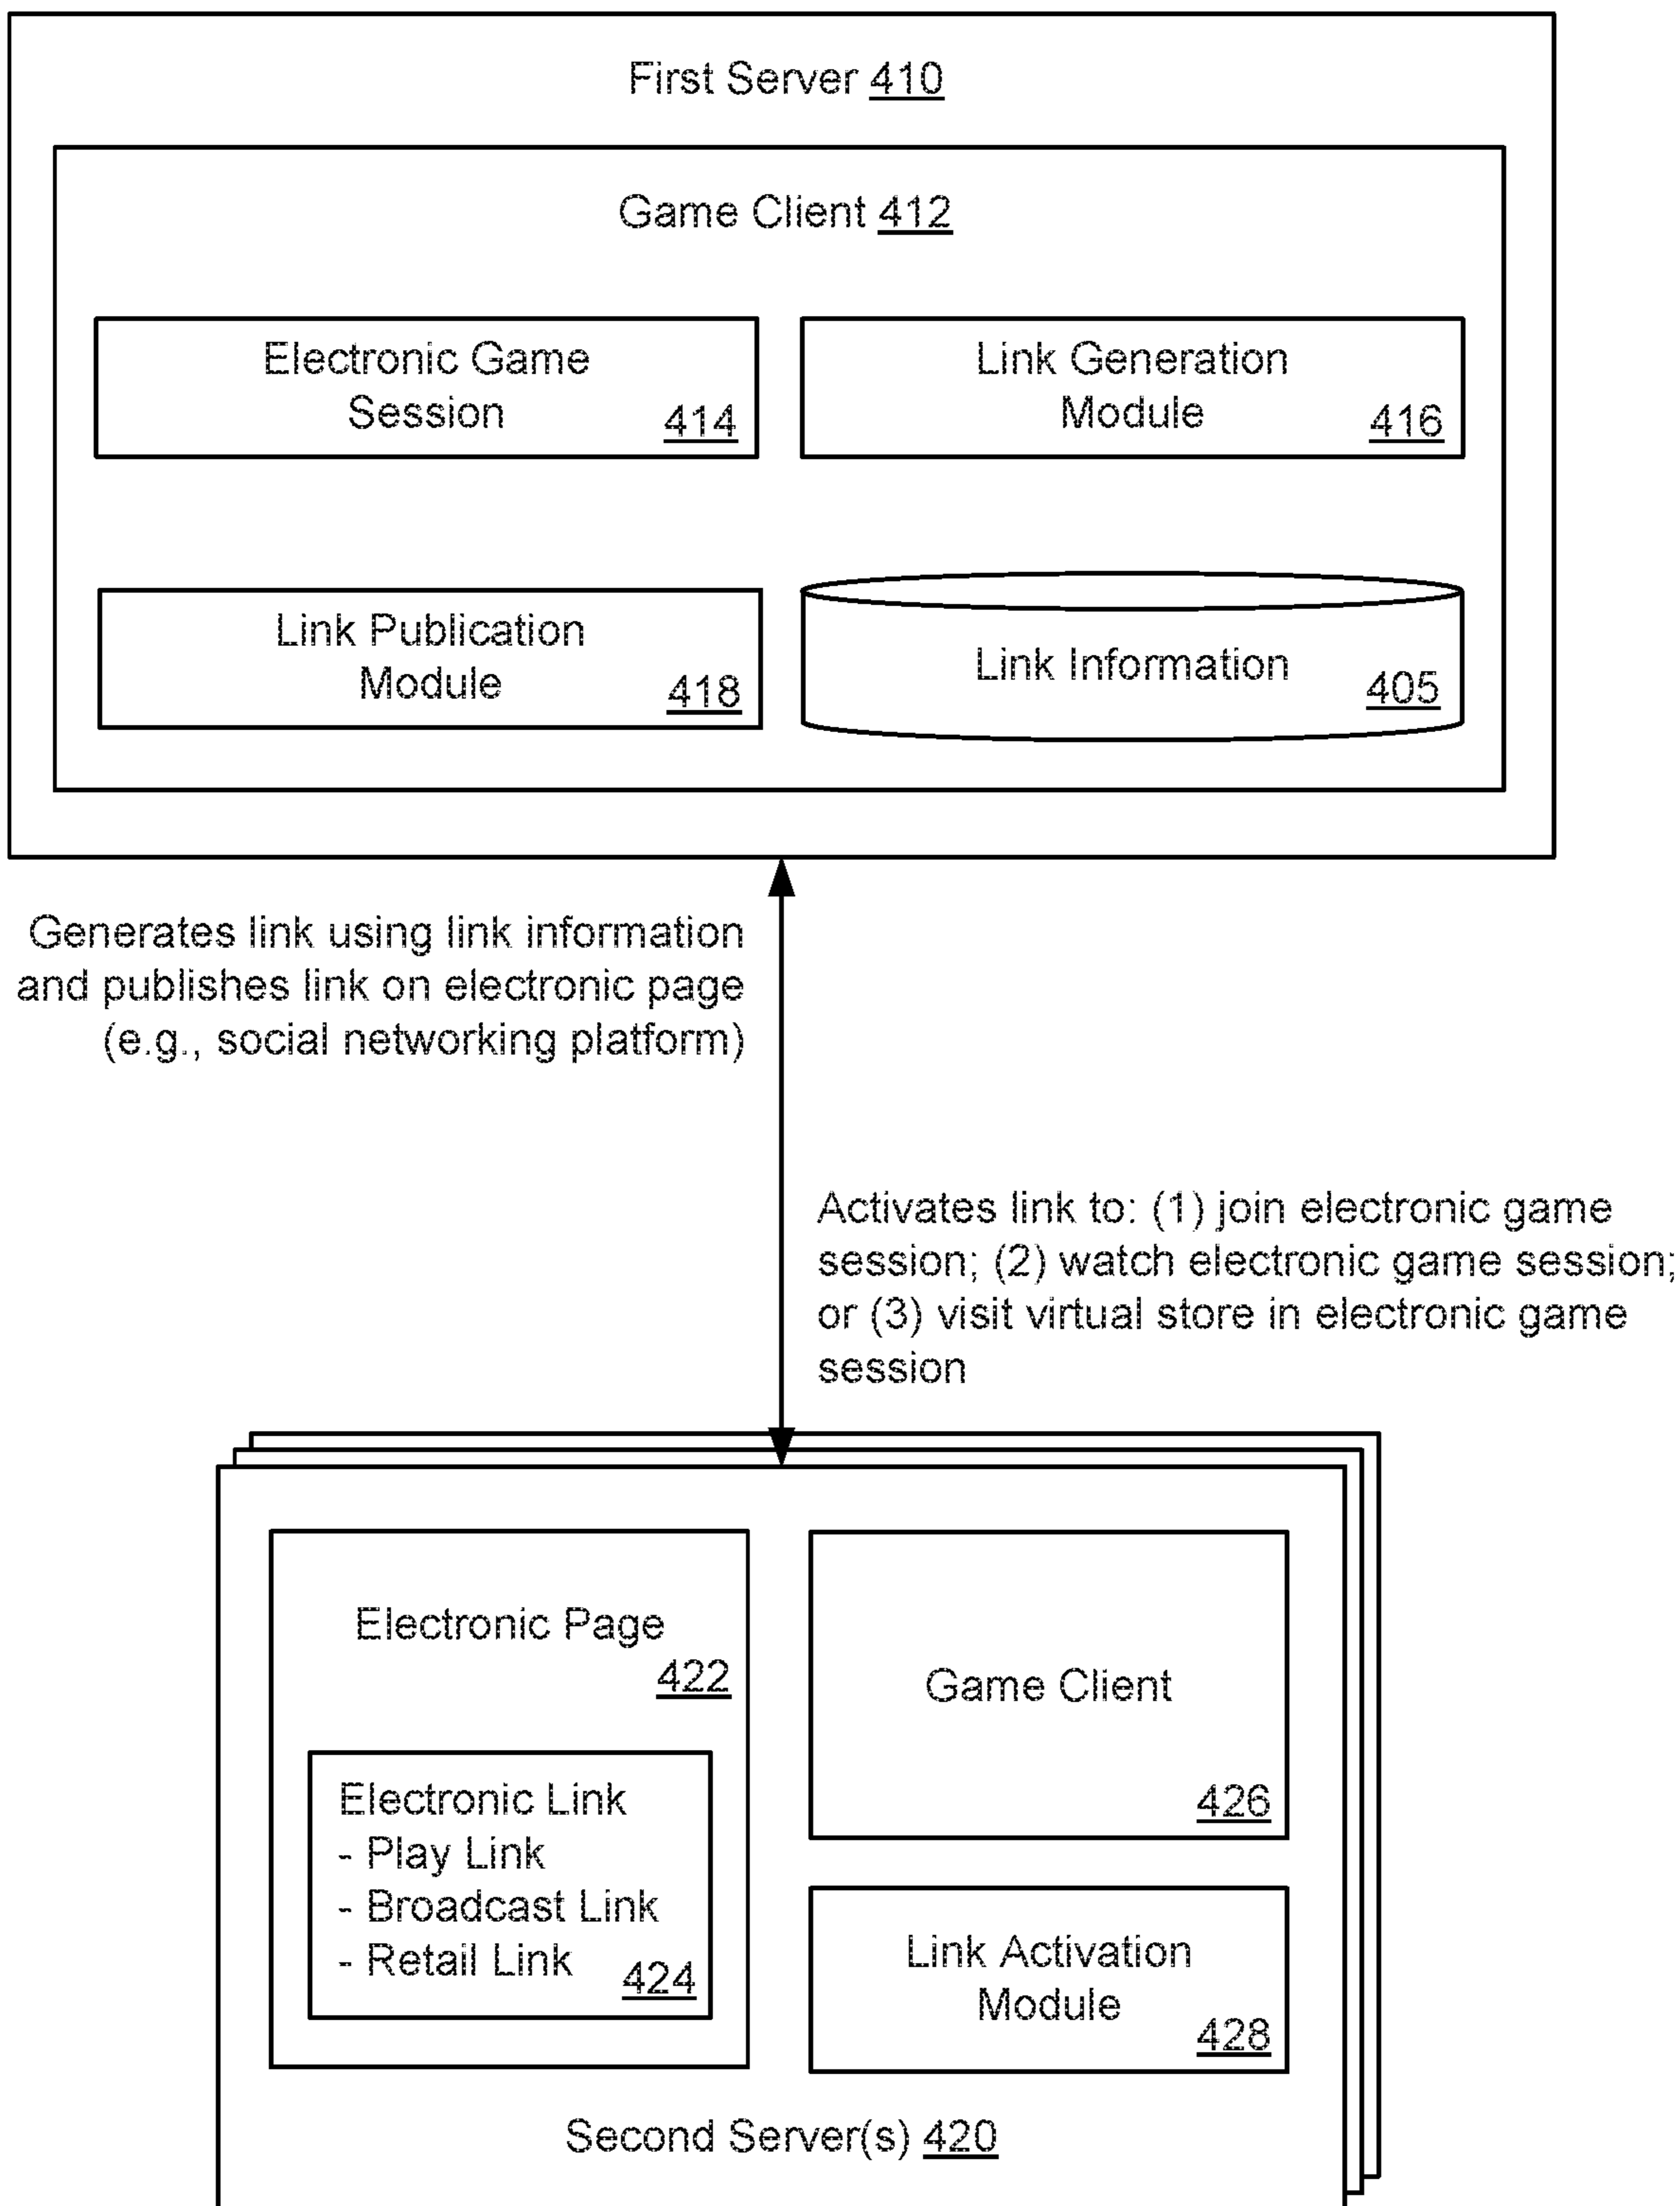 First Server 410
Game Client 412
Electronic Game
Session 414
Link Generation
Module 416
Link Publication
Module 418
Link Information 405
Generates link using link information
and publishes link on electronic page
(e.g., social networking platform)
Activates link to: (1) join electronic game
session; (2) watch electronic game session;
or (3) visit virtual store in electronic game
session
Electronic Page
422
Electronic Link
- Play Link
- Broadcast Link
- Retail Link 424
Game Client
426
Link Activation
Module 428
Second Server(s) 420